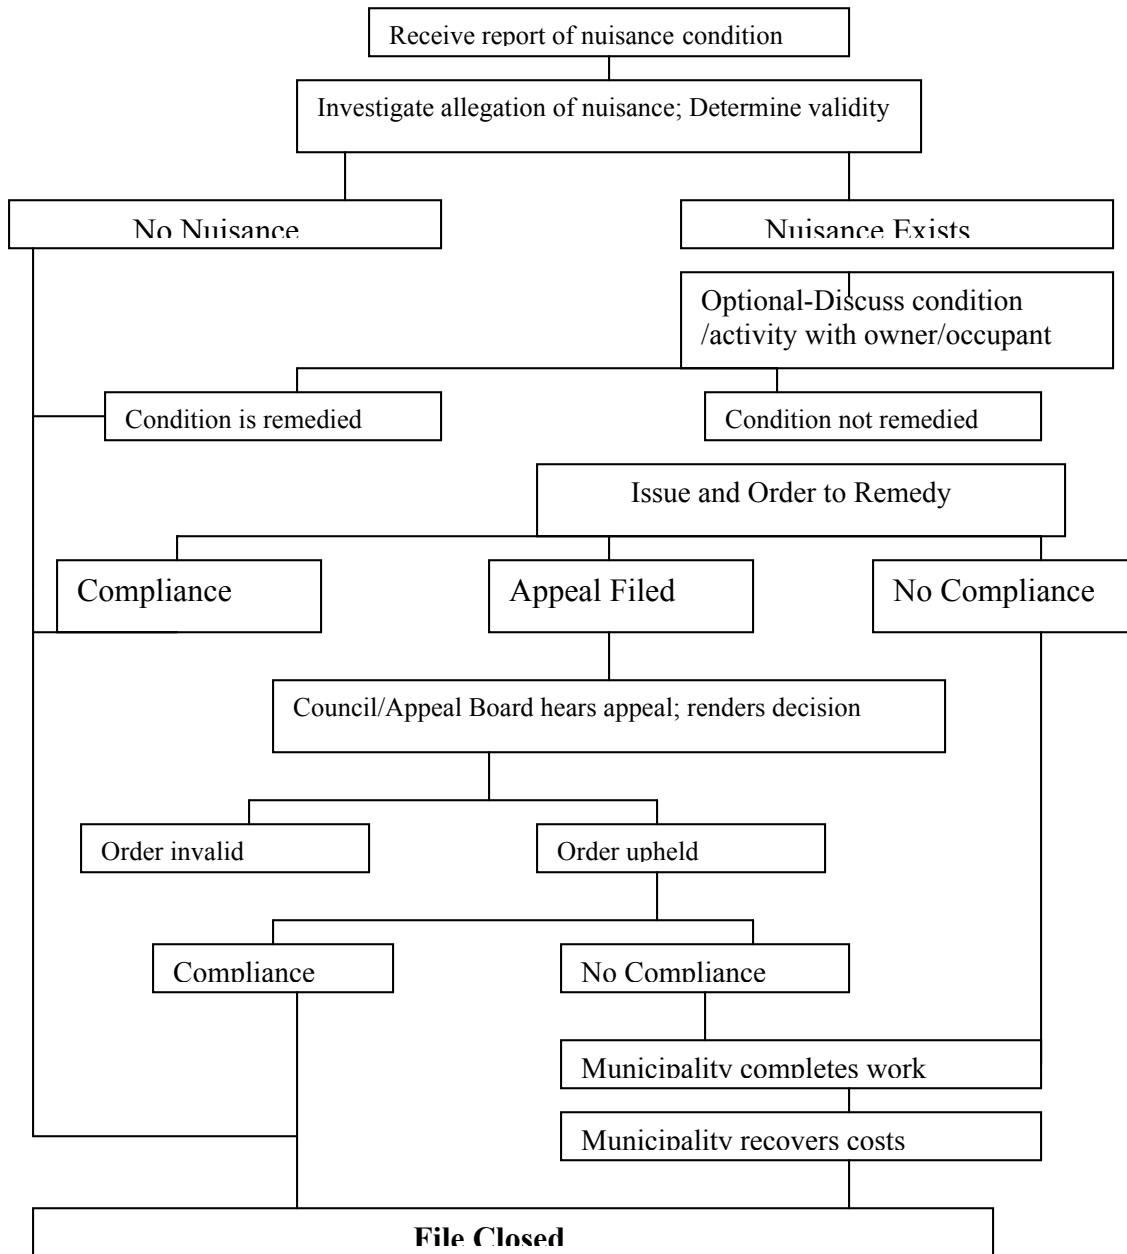 Receive report of nuisance condition
Investigate allegation of nuisance; Determine validity
No Nuisance
Nuisance Exists
Optional-Discuss condition
/activity with owner/occupant
Condition is remedied
Condition not remedied
Issue and Order to Remedy
Compliance
Appeal Filed
No Compliance
Council/Appeal Board hears appeal; renders decision
Order invalid
Order upheld
Compliance
No Compliance
Municipality completes work
Municipality recovers costs
File Closed